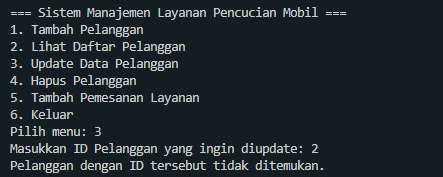 === Sistem Manajemen Layanan Pencucian Mobil ===
1. Tambah Pelanggan
2. Lihat Daftar Pelanggan
3. Update Data Pelanggan
4. Hapus Pelanggan
5. Tambah Pemesanan Layanan
6. Keluar
Pilih menu: 3
Masukkan ID Pelanggan yang ingin diupdate: 2
Pelanggan dengan ID tersebut tidak ditemukan.